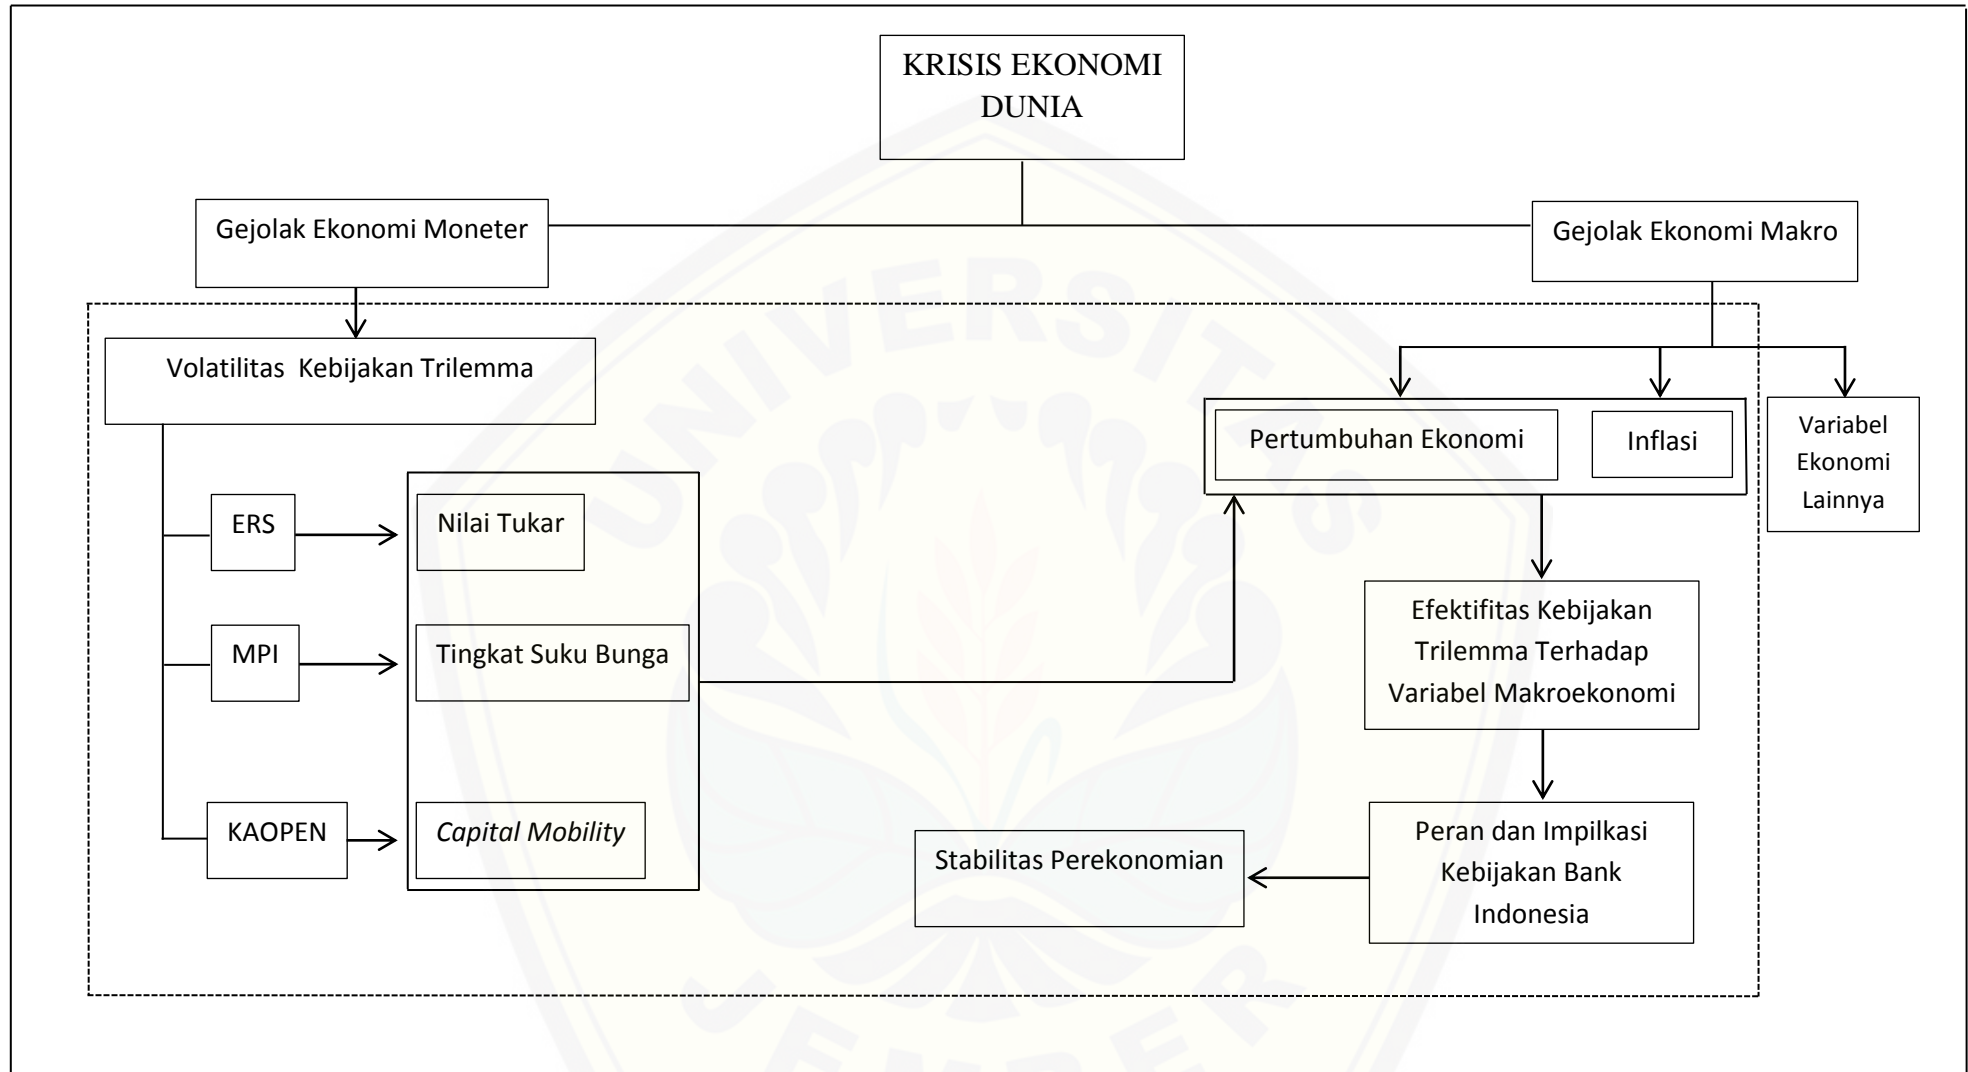 KRISIS EKONOMI
DUNIA
Gejolak Ekonomi Moneter
Gejolak Ekonomi Makro
Volatilitas Kebijakan Trilemma
Pertumbuhan Ekonomi
Inflasi
Variabel
Ekonomi
Lainnya
ERS
Nilai Tukar
MPI
Tingkat Suku Bunga
KAOPEN
Capital Mobility
Efektifitas Kebijakan
Trilemma Terhadap
Variabel Makroekonomi
Peran dan Impilkasi
Kebijakan Bank
Indonesia
Stabilitas Perekonomian
UNIVERSITAS
JEMBER